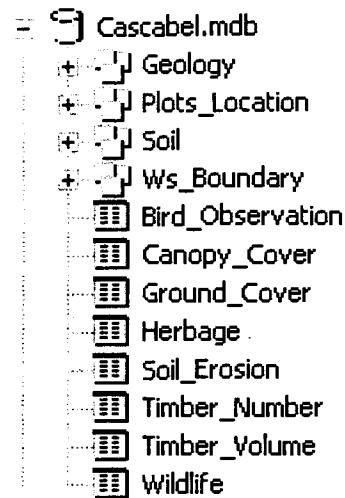 Cascabel.mdb
Geology
Plots_Location
Soil
Ws_Boundary
Bird_Observation
Canopy_Cover
Ground_Cover
Herbage
Soil_Erosion
Timber_Number
Timber_Volume
Wildlife